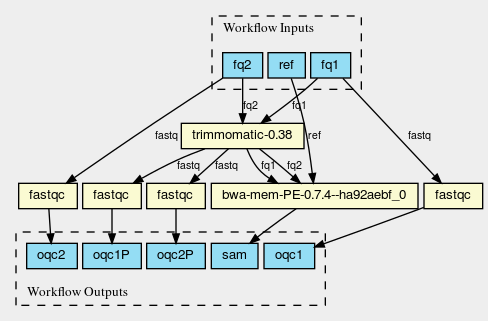 Workflow Inputs
fq2 ref fq1
fq2 fq1
trimmomatic-0.38
fastq ref fastq
fastq fastq fq1 fq2
fastqc fastqc fastqc bwa-mem-PE-0.7.4--ha92aebf_0 fastqc
oqc2 oqc1P oqc2P sam oqc1
Workflow Outputs